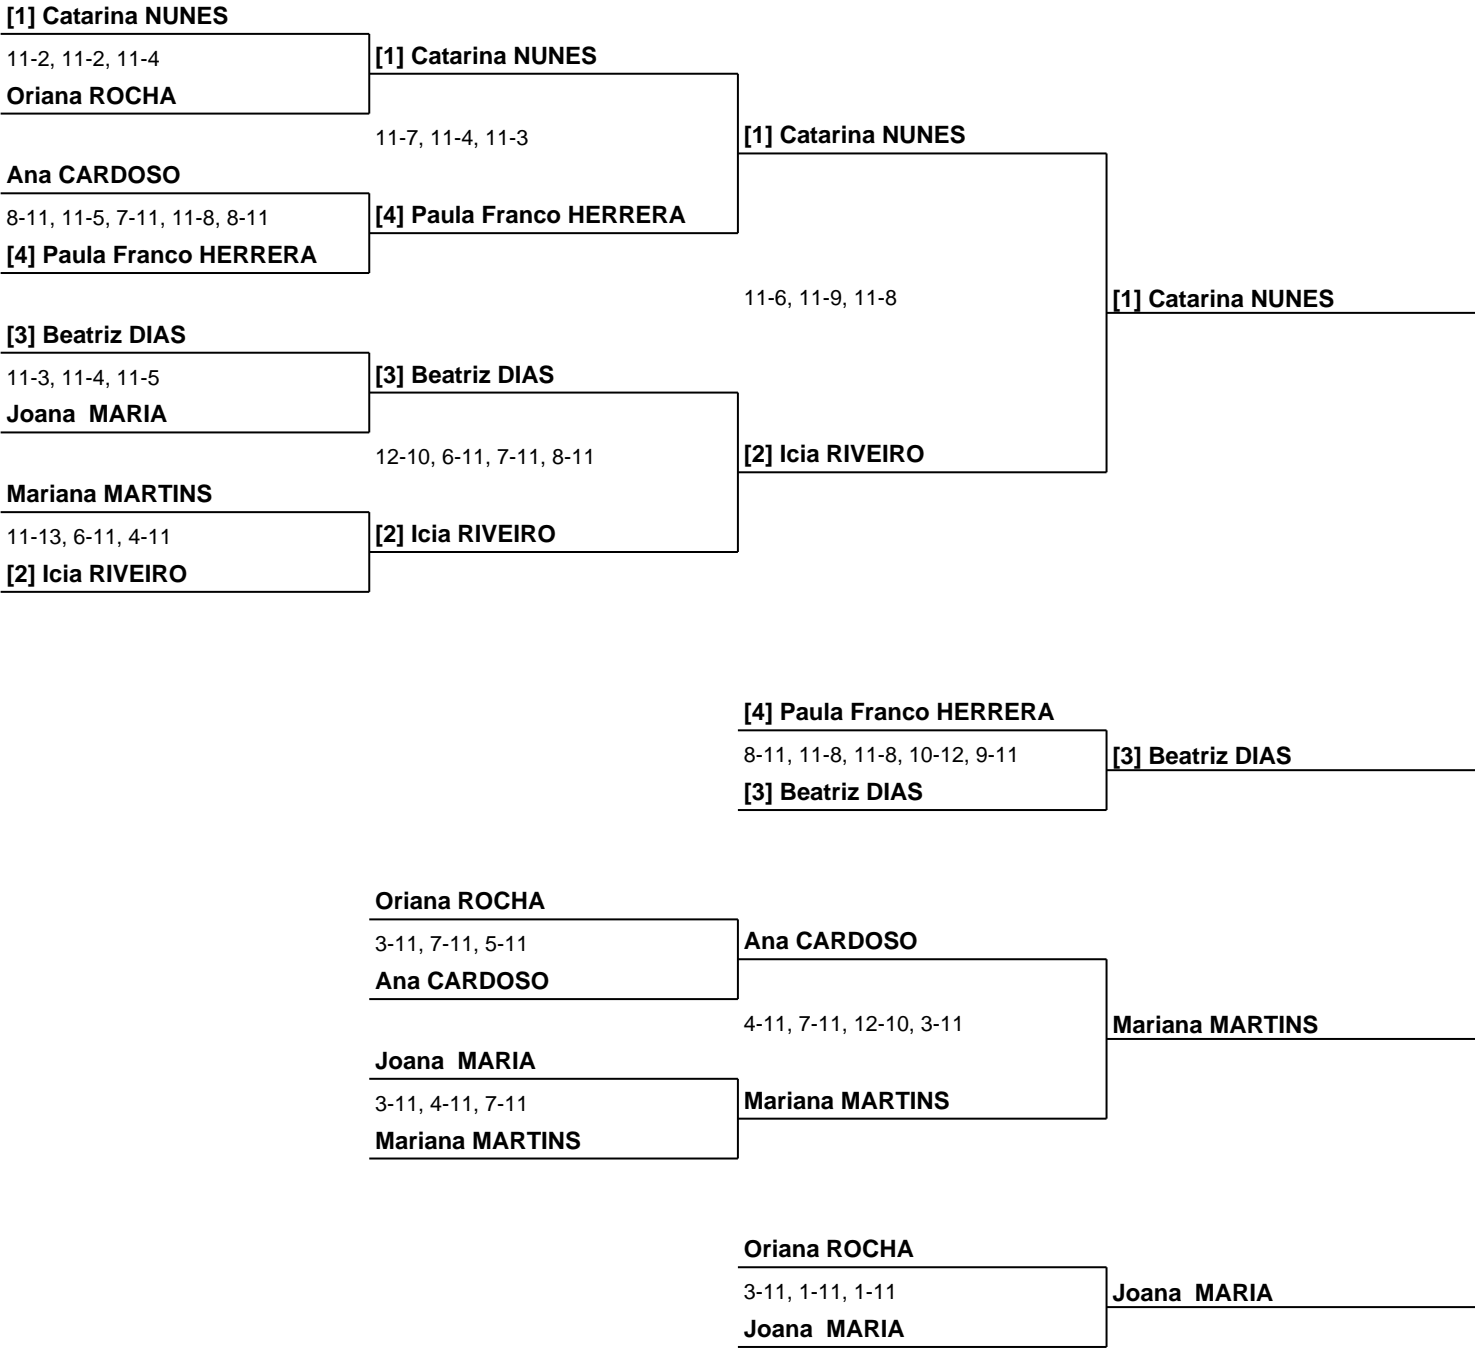 [1] Catarina NUNES
11-2, 11-2, 11-4
[1] Catarina NUNES
Oriana ROCHA
11-7, 11-4, 11-3
[1] Catarina NUNES
Ana CARDOSO
8-11, 11-5, 7-11, 11-8, 8-11
[4] Paula Franco HERRERA
[4] Paula Franco HERRERA
11-6, 11-9, 11-8
[1] Catarina NUNES
[3] Beatriz DIAS
11-3, 11-4, 11-5
[3] Beatriz DIAS
Joana  MARIA
12-10, 6-11, 7-11, 8-11
[2] Icia RIVEIRO
Mariana MARTINS
11-13, 6-11, 4-11
[2] Icia RIVEIRO
[2] Icia RIVEIRO
[4] Paula Franco HERRERA
8-11, 11-8, 11-8, 10-12, 9-11
[3] Beatriz DIAS
[3] Beatriz DIAS
Oriana ROCHA
3-11, 7-11, 5-11
Ana CARDOSO
Ana CARDOSO
4-11, 7-11, 12-10, 3-11
Mariana MARTINS
Joana  MARIA
3-11, 4-11, 7-11
Mariana MARTINS
Mariana MARTINS
Oriana ROCHA
3-11, 1-11, 1-11
Joana  MARIA
Joana  MARIA